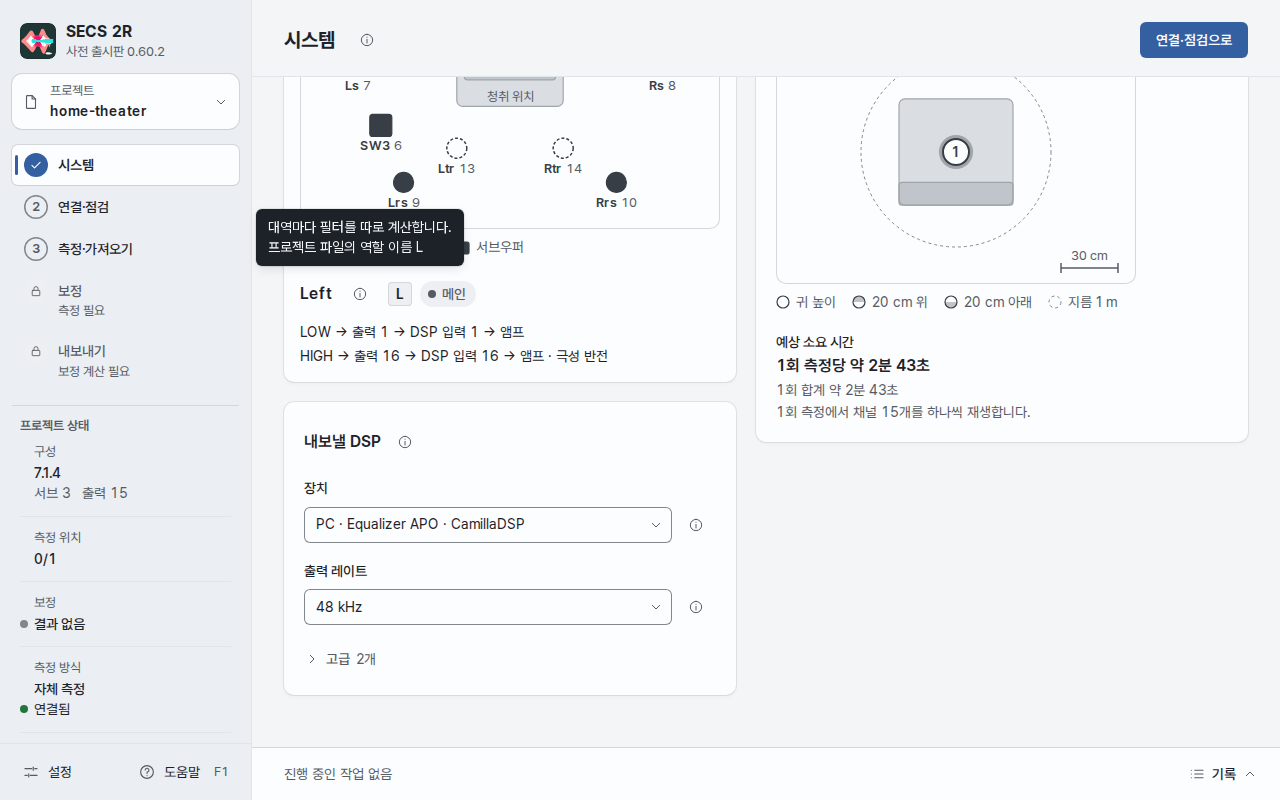 SECS 2R
사전 출시판 0.60.2
프로젝트
home-theater
시스템
2 연결·점검
3 측정·가져오기
보정
측정 필요
내보내기
보정 계산 필요
프로젝트 상태
구성
7.1.4
서브 3 출력 15
측정 위치
0/1
보정
결과 없음
측정 방식
자체 측정
연결됨
설정
도움말 F1
시스템
연결·점검으로
Ls 7
청취 위치
Rs 8
SW3 6
Ltr 13
Rtr 14
Lrs 9
Rrs 10
대역마다 필터를 따로 계산합니다.
프로젝트 파일의 역할 이름 L
서브우퍼
Left L 메인
LOW → 출력 1 → DSP 입력 1 → 앰프
HIGH → 출력 16 → DSP 입력 16 → 앰프 · 극성 반전
내보낼 DSP
장치
PC · Equalizer APO · CamillaDSP
출력 레이트
48 kHz
고급 2개
1
30 cm
귀 높이 20 cm 위 20 cm 아래 지름 1 m
예상 소요 시간
1회 측정당 약 2분 43초
1회 합계 약 2분 43초
1회 측정에서 채널 15개를 하나씩 재생합니다.
진행 중인 작업 없음
기록